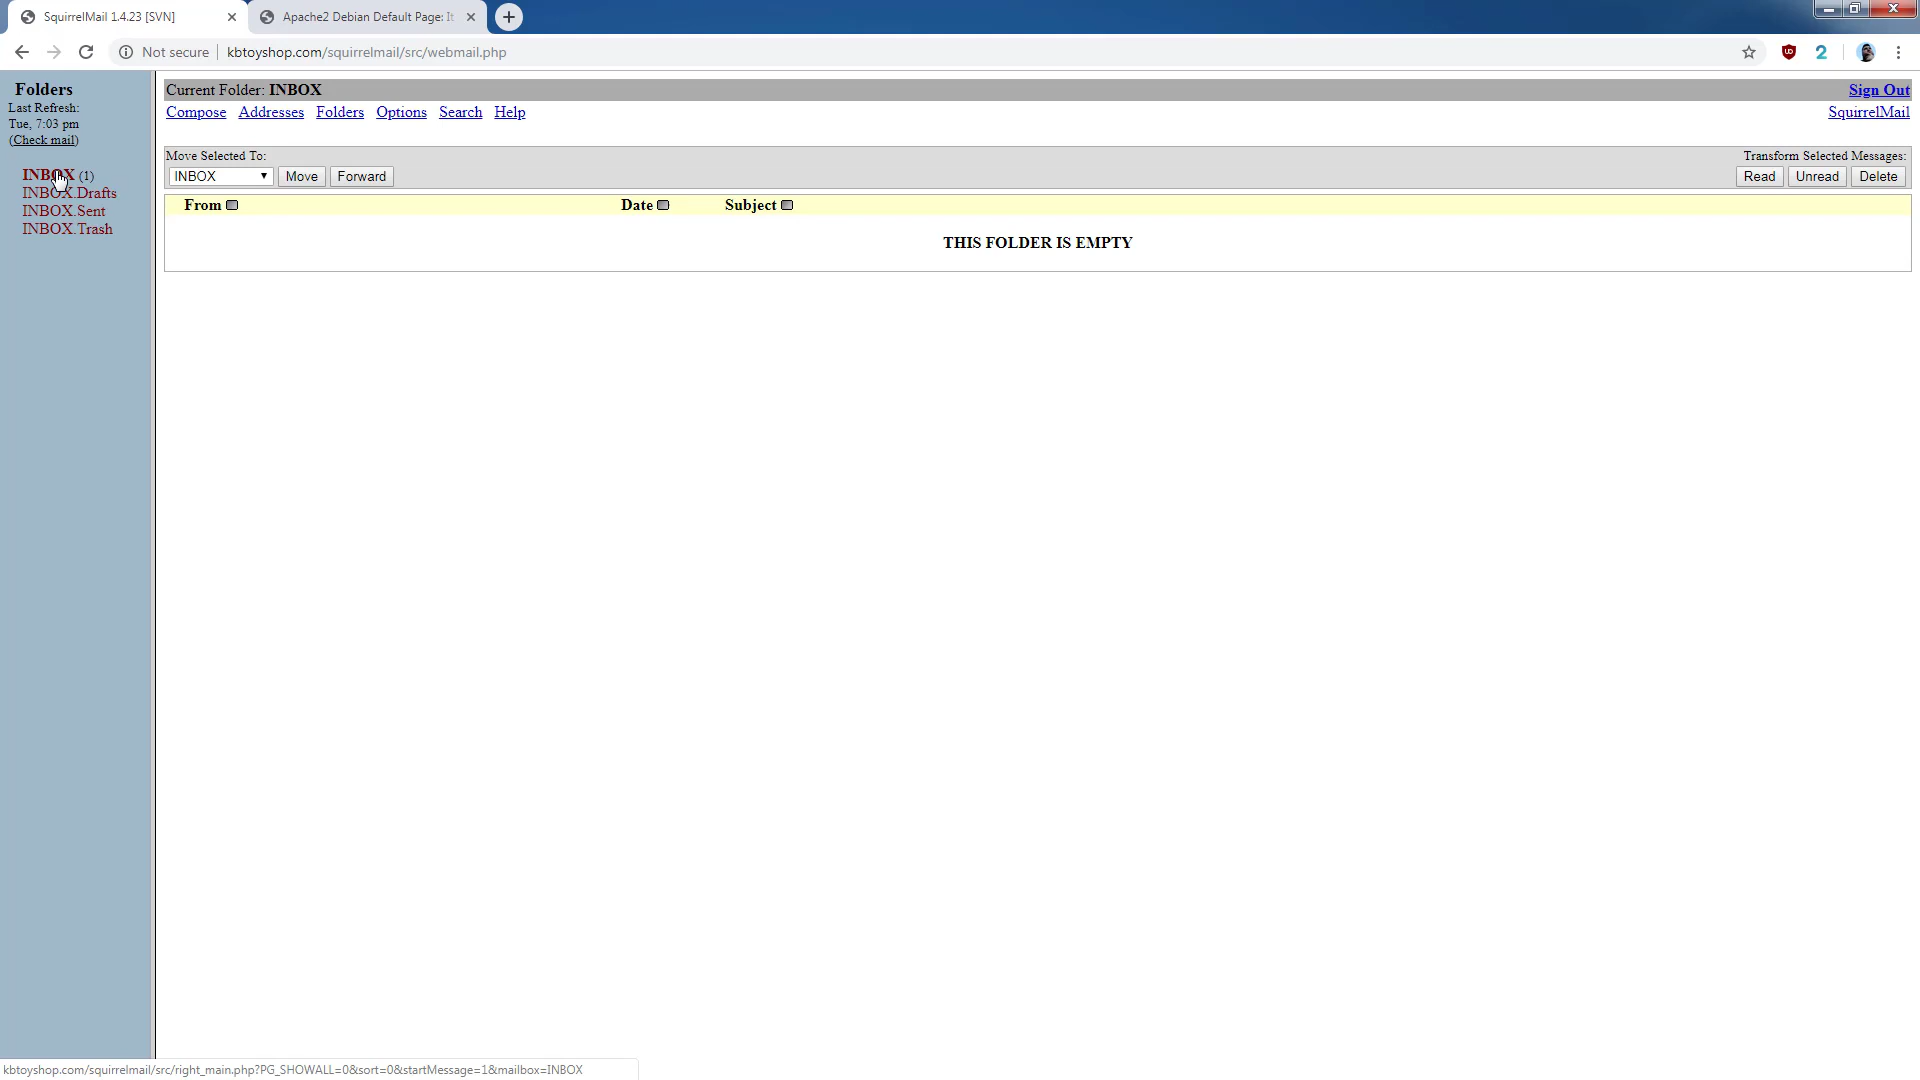 SquirrelMail 1.4.23 [SVN]
Apache2 Debian Default Page: It
Not secure
kbtoyshop.com/squirrelmail/src/webmail.php
2
Folders
Last Refresh:
Tue, 7:03 pm
(Check mail)
INBOX (1)
INBOX.Drafts
INBOX.Sent
INBOX.Trash
Current Folder: INBOX
Sign Out
Compose Addresses Folders Options Search Help
SquirrelMail
Move Selected To:
Transform Selected Messages:
INBOX Move Forward
Read Unread Delete
From Date Subject
THIS FOLDER IS EMPTY
kbtoyshop.com/squirrelmail/src/right_main.php?PG_SHOWALL=0&sort=0&startMessage=1&mailbox=INBOX